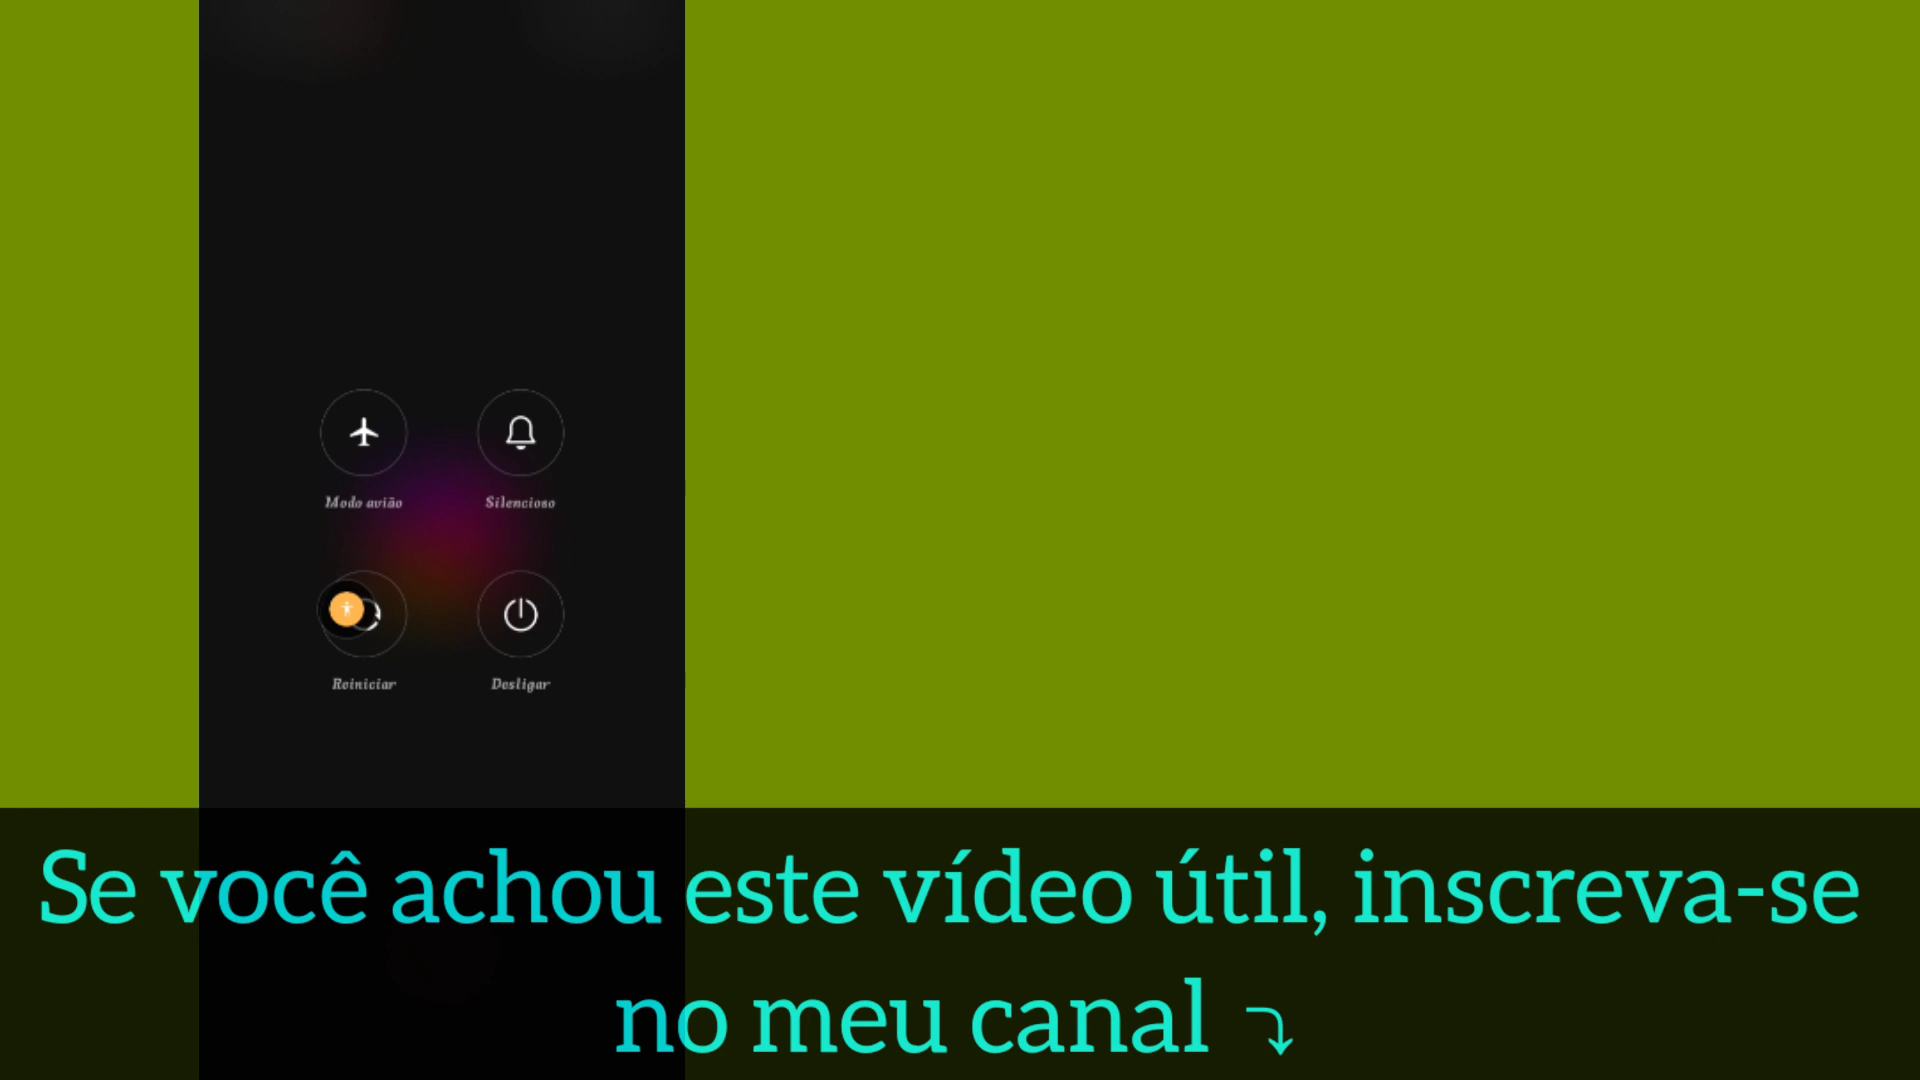 Modo avião
Silencioso
Reiniciar
Desligar
Se você achou este vídeo útil, inscreva-se
no meu canal ⤵